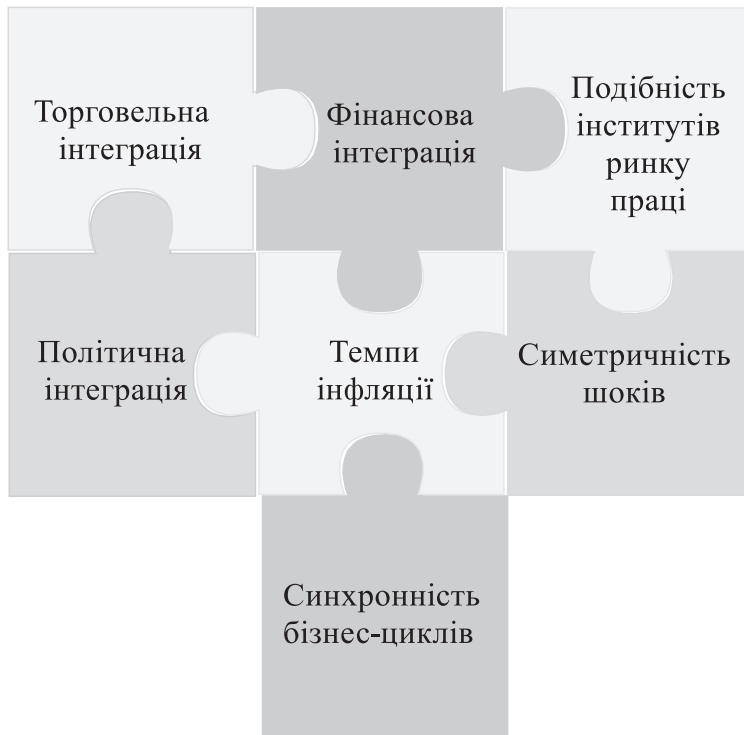 Торговельна
інтеграція
Фінансова
інтеграція
Подібність
інститутів
ринку
праці
Політична
інтеграція
Темпи
інфляції
Симетричність
шоків
Синхронність
бізнес-циклів